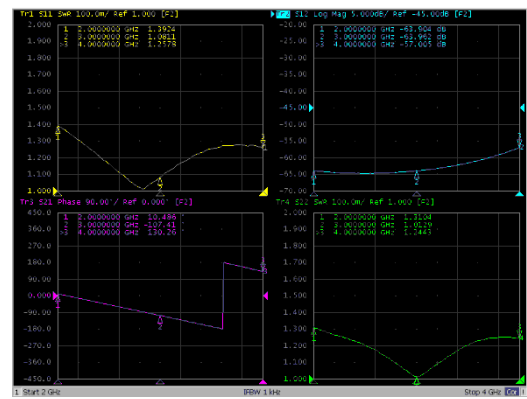 Tr1 S11 SWR 100.0m/ Ref 1.000 [F2]
2.000
1.900
1.800
1.700
1.600
1.500
1.400
1.300
1.200
1.100
1.000
1 2.0000000 GHz 1.3924
2 3.0000000 GHz 1.0811
>3 4.0000000 GHz 1.2578
Tr2 S12 Log Mag 5.000dB/ Ref -45.00dB [F2]
-20.00
-25.00
-30.00
-35.00
-40.00
-45.00
-50.00
-55.00
-60.00
-65.00
-70.00
1 2.0000000 GHz -63.904 dB
2 3.0000000 GHz -63.962 dB
>3 4.0000000 GHz -57.005 dB
Tr3 S21 Phase 90.00°/ Ref 0.000° [F2]
450.0
360.0
270.0
180.0
90.00
0.000
-90.00
-180.0
-270.0
-360.0
-450.0
1 2.0000000 GHz 10.486 °
2 3.0000000 GHz -107.41 °
>3 4.0000000 GHz 130.26 °
Tr4 S22 SWR 100.0m/ Ref 1.000 [F2]
2.000
1.900
1.800
1.700
1.600
1.500
1.400
1.300
1.200
1.100
1.000
1 2.0000000 GHz
2 3.0000000 GHz
>3 4.0000000 GHz 1.2443
1 Start 2 GHz
IFBW 1 kHz
Stop 4 GHz Cor